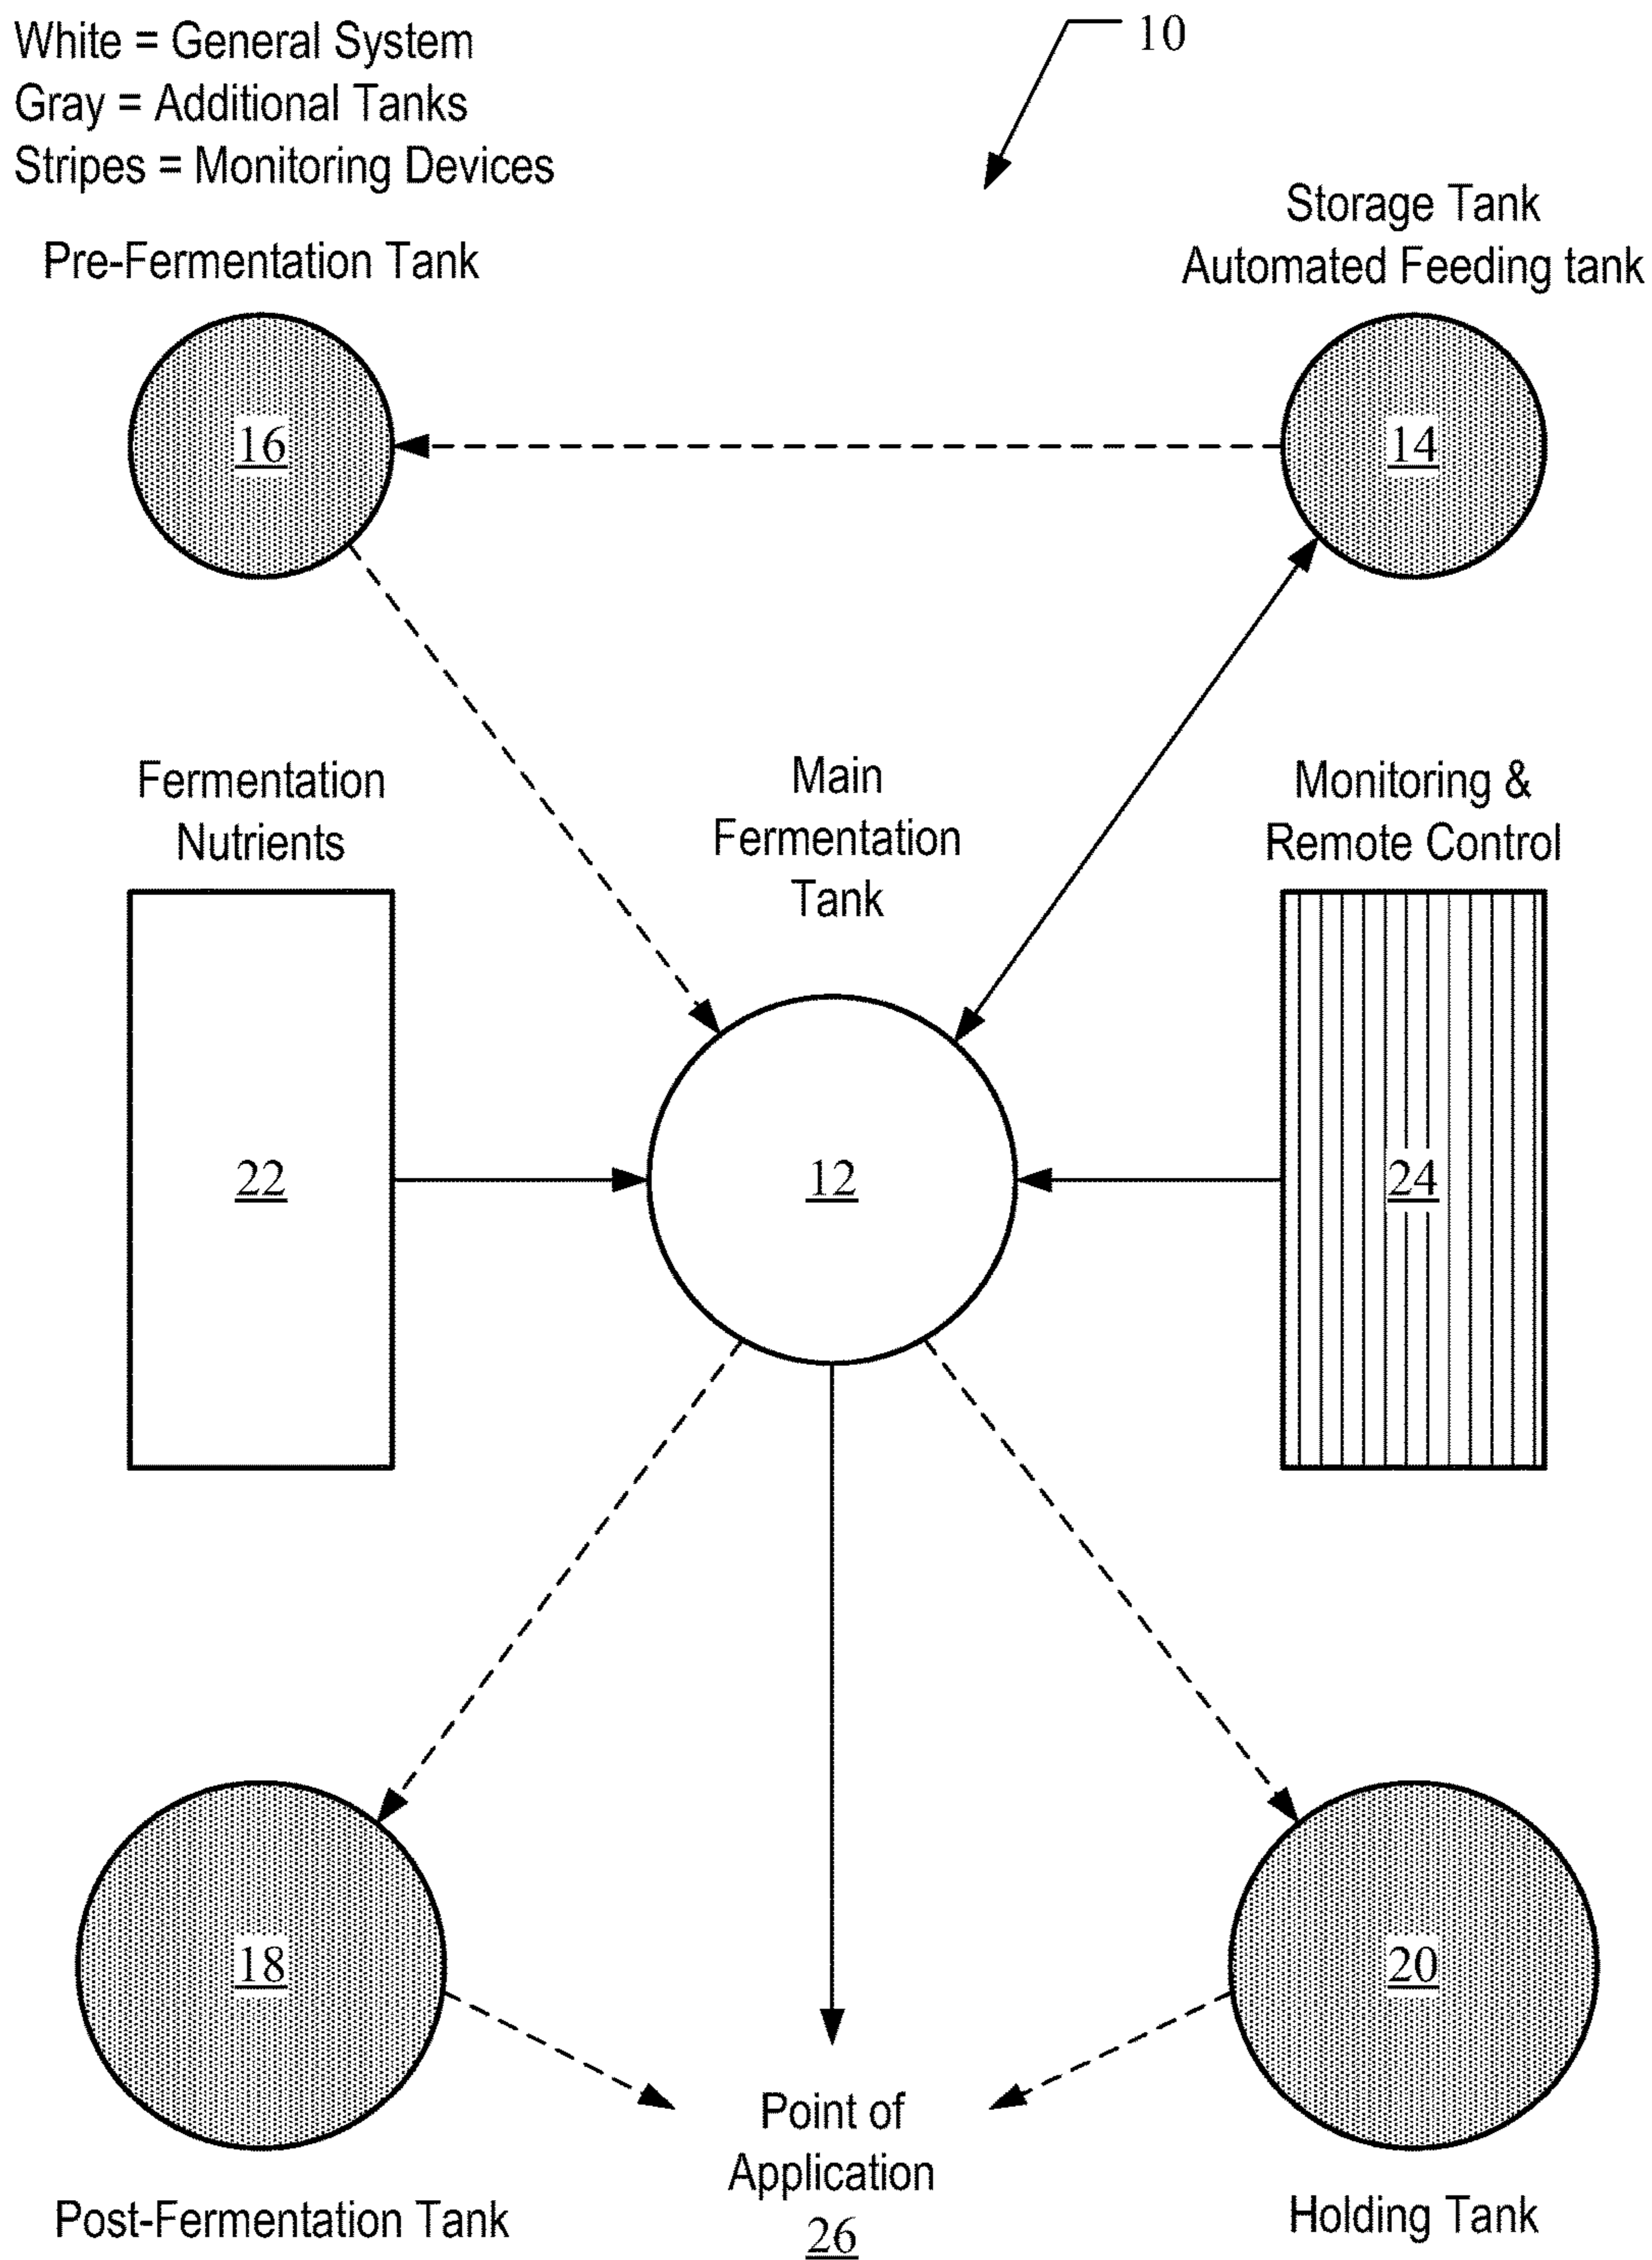 White = General System
Gray = Additional Tanks
Stripes = Monitoring Devices
10
Storage Tank
Automated Feeding tank
Pre-Fermentation Tank
16
14
Fermentation
Nutrients
Main
Fermentation
Tank
Monitoring &
Remote Control
22
12
24
18
20
Point of
Application
26
Post-Fermentation Tank
Holding Tank